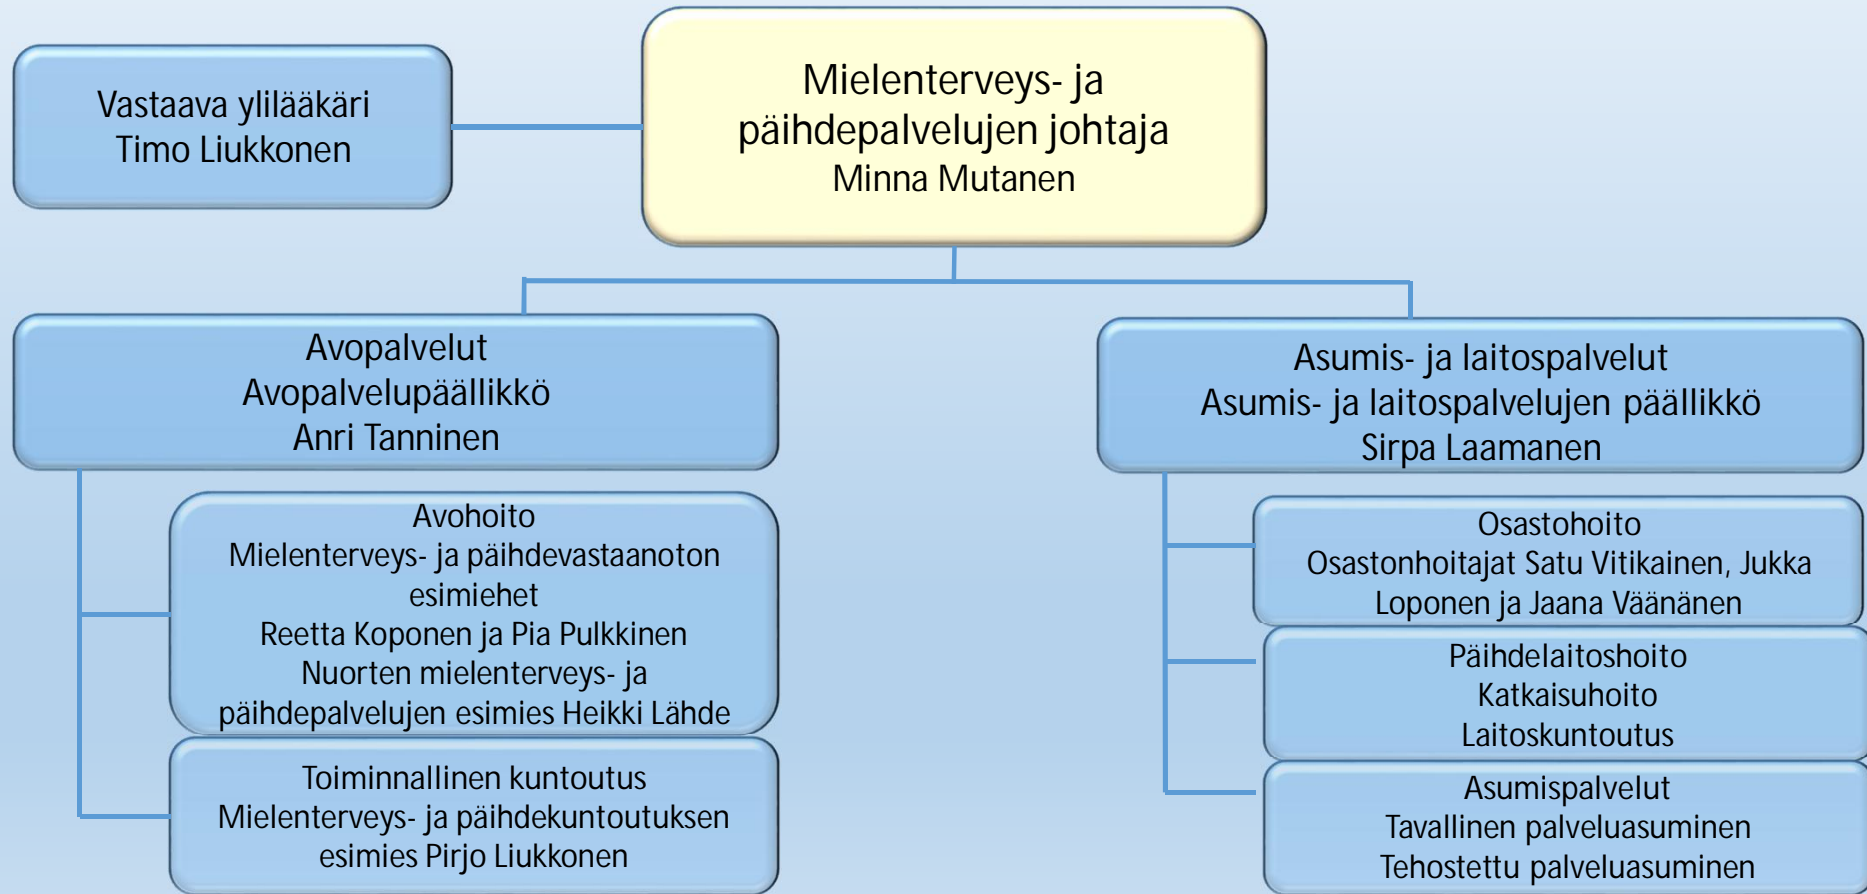 Vastaava ylilääkäri
Timo Liukkonen
Mielenterveys- ja
päihdepalvelujen johtaja
Minna Mutanen
Avopalvelut
Avopalvelupäällikkö
Anri Tanninen
Avohoito
Mielenterveys- ja päihdevastaanoton
esimiehet
Reetta Koponen ja Pia Pulkkinen
Nuorten mielenterveys- ja
päihdepalvelujen esimies Heikki Lähde
Toiminnallinen kuntoutus
Mielenterveys- ja päihdekuntoutuksen
esimies Pirjo Liukkonen
Asumis- ja laitospalvelut
Asumis- ja laitospalvelujen päällikkö
Sirpa Laamanen
Osastohoito
Osastonhoitajat Satu Vitikainen, Jukka
Loponen ja Jaana Väänänen
Päihdelaitoshoito
Katkaisuhoito
Laitoskuntoutus
Asumispalvelut
Tavallinen palveluasuminen
Tehostettu palveluasuminen